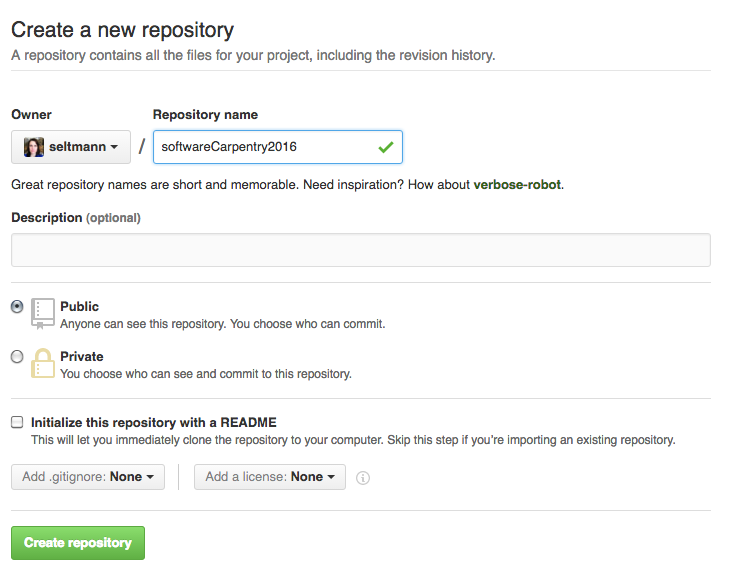 Create a new repository
A repository contains all the files for your project, including the revision history.
Owner Repository name
seltmann / softwareCarpentry2016
Great repository names are short and memorable. Need inspiration? How about verbose-robot.
Description (optional)
Public
Anyone can see this repository. You choose who can commit.
Private
You choose who can see and commit to this repository.
Initialize this repository with a README
This will let you immediately clone the repository to your computer. Skip this step if you’re importing an existing repository.
Add .gitignore: None Add a license: None
Create repository